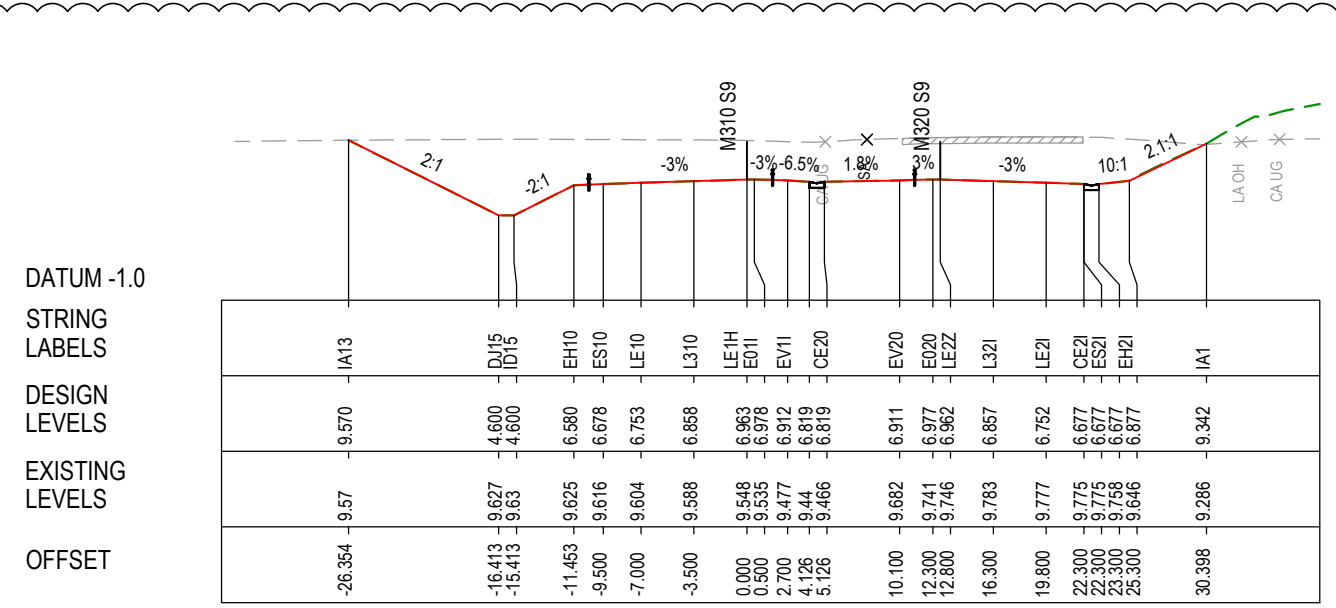 M310 S9
M320 S9
2:1
-2:1
-3%
-3%
-6.5%
1.8%
3%
-3%
10:1
2.1:1
CA UG
LA OH
CA UG
DATUM -1.0
STRING LABELS
IA13 DJ15 ID15 EH10 ES10 LE10 L310 LE1H E01I EV1I CE20 EV20 E020 LE2Z L32I LE2I CE2I ES2I EH2I IA1
DESIGN LEVELS
9.570 4.600 4.600 6.580 6.678 6.753 6.858 6.963 6.978 6.912 6.819 6.819 6.911 6.977 6.962 6.857 6.752 6.677 6.677 6.677 6.877 9.342
EXISTING LEVELS
9.57 9.627 9.63 9.625 9.616 9.604 9.588 9.548 9.535 9.477 9.44 9.466 9.682 9.741 9.746 9.783 9.777 9.775 9.775 9.758 9.646 9.286
OFFSET
-26.354 -16.413 -15.413 -11.453 -9.500 -7.000 -3.500 0.000 0.500 2.700 4.126 5.126 10.100 12.300 12.800 16.300 19.800 22.300 22.300 23.300 25.300 30.398